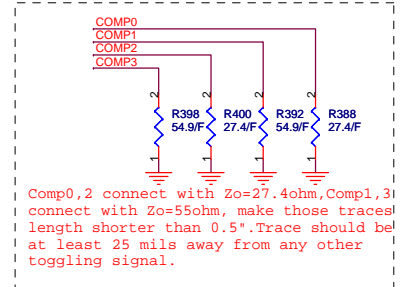 COMP0
COMP1
COMP2
COMP3
2 2 2 2
R398 R400 R392 R388
54.9/F 27.4/F 54.9/F 27.4/F
1 1 1 1
Comp0,2 connect with Zo=27.4ohm,Comp1,3
connect with Zo=55ohm, make those traces
length shorter than 0.5".Trace should be
at least 25 mils away from any other
toggling signal.